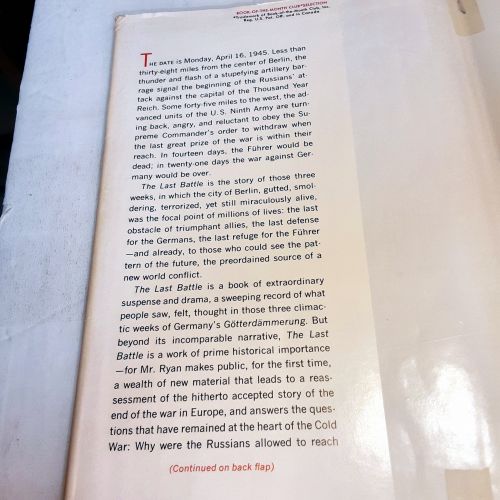 BOOK-OF-THE-MONTH CLUB*SELECTION
*Trademark of Book-of-the-Month Club, Inc.
Reg. U.S. Pat. Off. and in Canada
THE DATE is Monday, April 16, 1945. Less than
thirty-eight miles from the center of Berlin, the
thunder and flash of a stupefying artillery bar-
rage signal the beginning of the Russians' at-
tack against the capital of the Thousand Year
Reich. Some forty-five miles to the west, the ad-
vanced units of the U.S. Ninth Army are turn-
ing back, angry, and reluctant to obey the Su-
preme Commander's order to withdraw when
the last great prize of the war is within their
reach. In fourteen days, the Führer would be
dead; in twenty-one days the war against Ger-
many would be over.
The Last Battle is the story of those three
weeks, in which the city of Berlin, gutted, smol-
dering, terrorized, yet still miraculously alive,
was the focal point of millions of lives: the last
obstacle of triumphant allies, the last defense
for the Germans, the last refuge for the Führer
—and already, to those who could see the pat-
tern of the future, the preordained source of a
new world conflict.
The Last Battle is a book of extraordinary
suspense and drama, a sweeping record of what
people saw, felt, thought in those three climac-
tic weeks of Germany's Götterdämmerung. But
beyond its incomparable narrative, The Last
Battle is a work of prime historical importance
—for Mr. Ryan makes public, for the first time,
a wealth of new material that leads to a reas-
sessment of the hitherto accepted story of the
end of the war in Europe, and answers the ques-
tions that have remained at the heart of the Cold
War: Why were the Russians allowed to reach
(Continued on back flap)